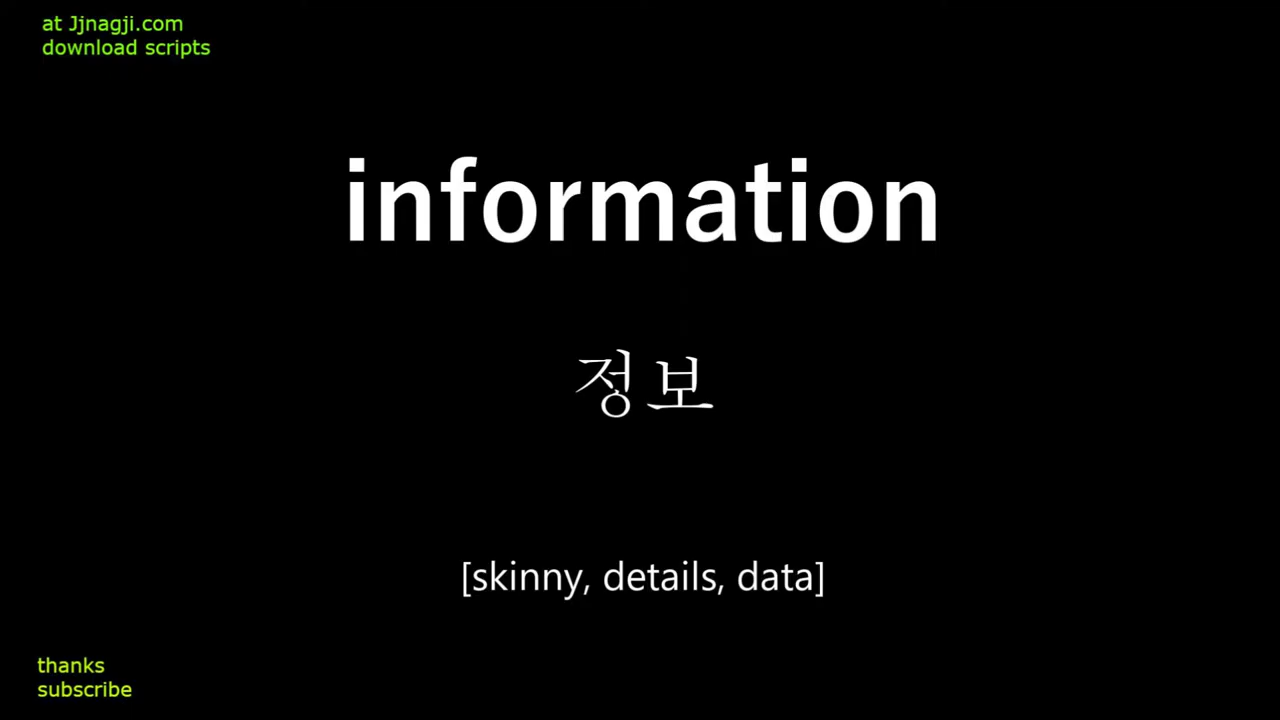 at Jjnagji.com
download scripts
information
정보
[skinny, details, data]
thanks
subscribe